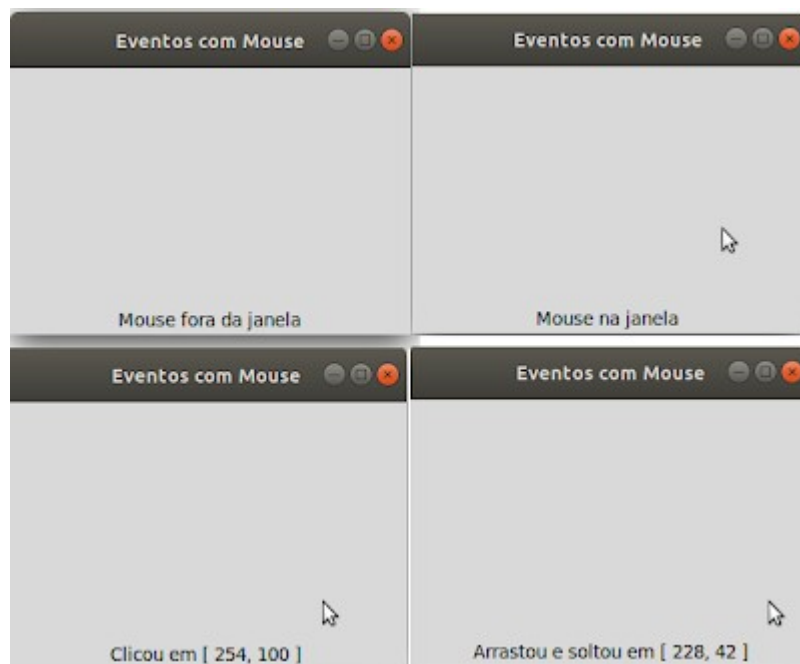 Eventos com Mouse
Mouse fora da janela
Eventos com Mouse
Mouse na janela
Eventos com Mouse
Clicou em [ 254, 100 ]
Eventos com Mouse
Arrastou e soltou em [ 228, 42 ]